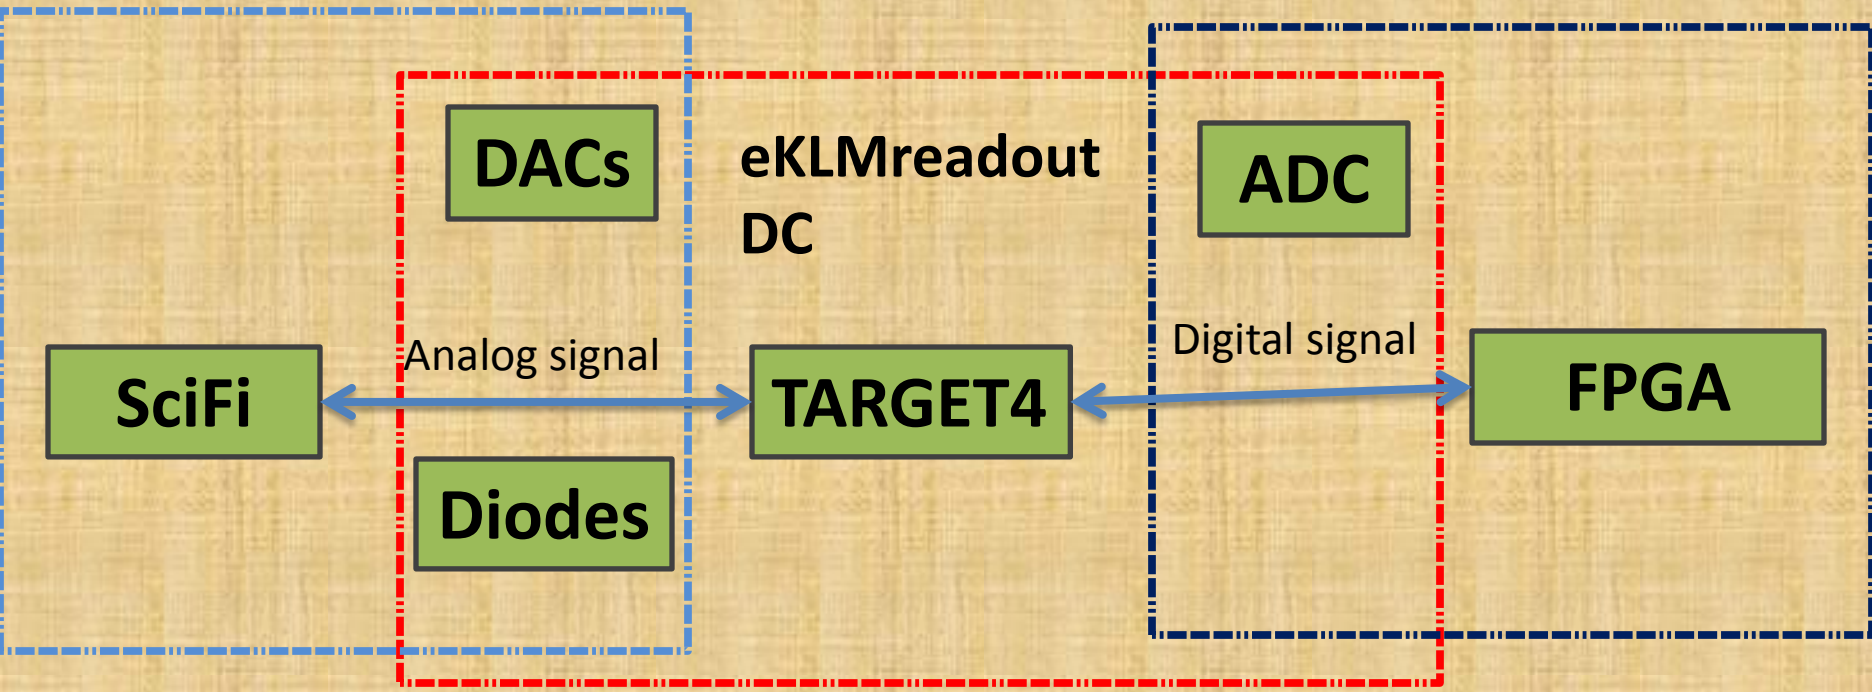 DACs
eKLMreadout
DC
ADC
Analog signal
Digital signal
SciFi
TARGET4
FPGA
Diodes